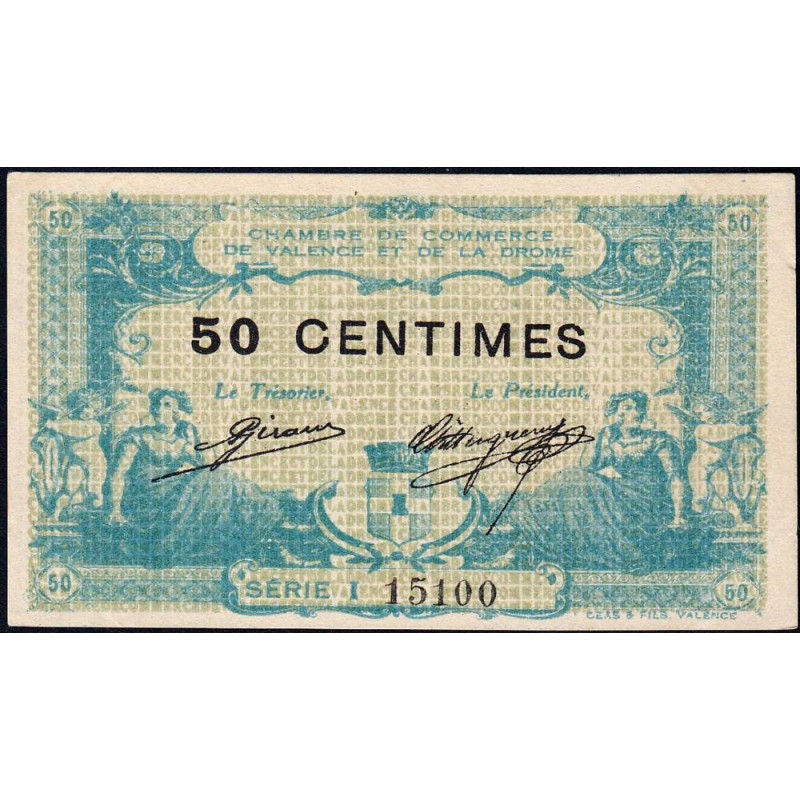 50 50
CHAMBRE DE COMMERCE
DE VALENCE ET DE LA DROME
50 CENTIMES
Le Trésorier, Le Président,
50 SÉRIE I 15100 50
CEAS & FILS VALENCE